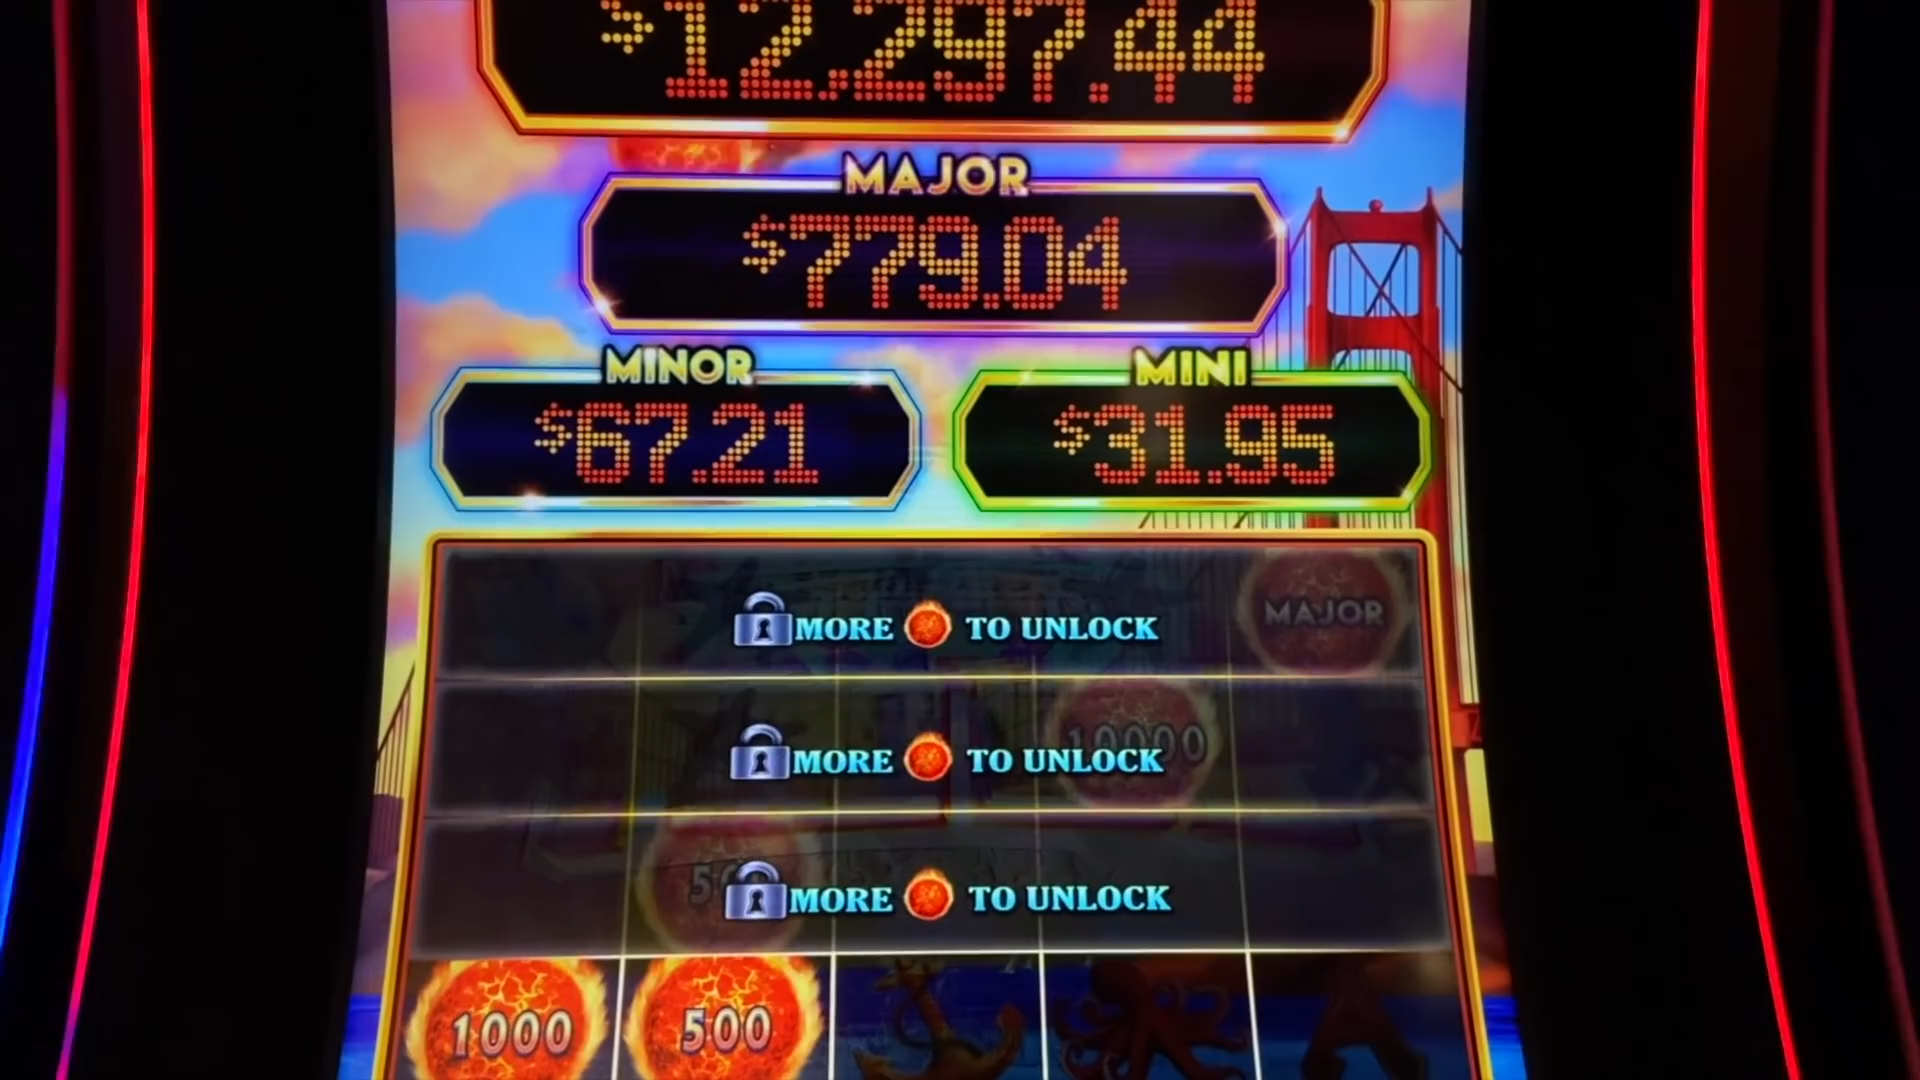 $12,297.44
MAJOR
$779.04
MINOR
MINI
$67.21
$31.95
MORE TO UNLOCK
MAJOR
MORE TO UNLOCK
10000
MORE TO UNLOCK
1000
500
A